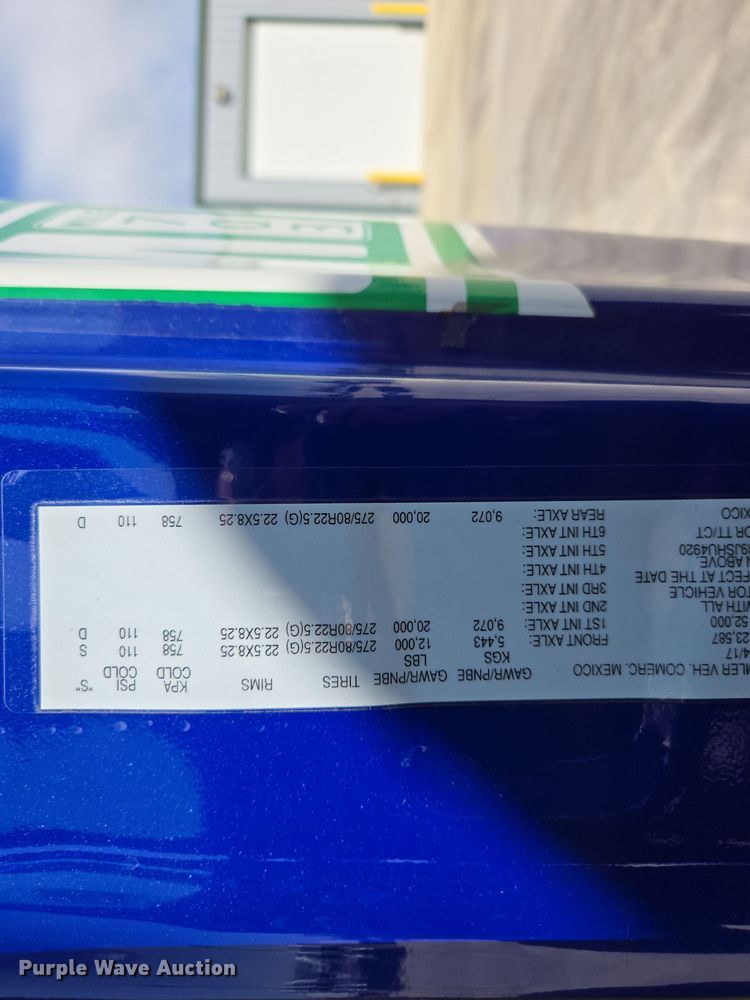 MLER VEH. COMERC. MEXICO
4/17
23,587
52,000
WITH ALL
TOR VEHICLE
FECT AT THE DATE
N ABOVE
9JSHU4920
OR TT/CT
XICO
GAWR/PNBE GAWR/PNBE TIRES RIMS KPA PSI "S"
KGS LBS COLD COLD
FRONT AXLE: 5,443 12,000 275/80R22.5(G) 22.5X8.25 758 110 S
1ST INT AXLE: 9,072 20,000 275/80R22.5(G) 22.5X8.25 758 110 D
2ND INT AXLE:
3RD INT AXLE:
4TH INT AXLE:
5TH INT AXLE:
6TH INT AXLE:
REAR AXLE: 9,072 20,000 275/80R22.5(G) 22.5X8.25 758 110 D
Purple Wave Auction